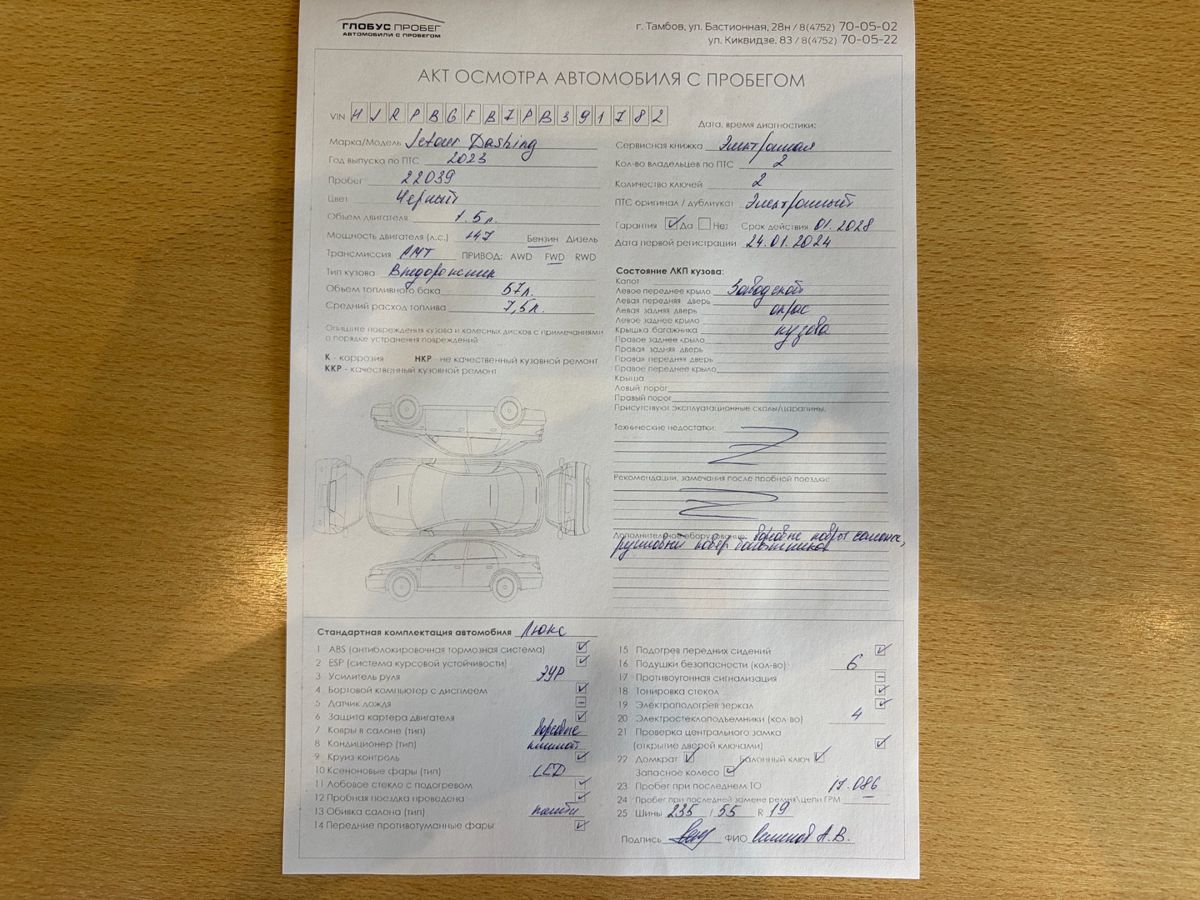 ГЛОБУС ПРОБЕГ
АВТОМОБИЛИ С ПРОБЕГОМ
г. Тамбов, ул. Бастионная, 28н / 8(4752) 70-05-02
ул. Киквидзе, 83 / 8(4752) 70-05-22
АКТ ОСМОТРА АВТОМОБИЛЯ С ПРОБЕГОМ
VIN HJRPBGFB7PB391782
Дата, время диагностики:
Марка/Модель Jetour Dashing
Год выпуска по ПТС 2023
Пробег 22039
Цвет Черный
Объем двигателя 1.5 л.
Мощность двигателя (л.с.) 147 Бензин Дизель
Трансмиссия АМТ ПРИВОД: AWD FWD RWD
Тип кузова Внедорожник
Объем топливного бака 57л.
Средний расход топлива 7,5л.
Опишите повреждения кузова и колесных дисков с примечаниями
о порядке устранения повреждений
К - коррозия НКР - не качественный кузовной ремонт
ККР - качественный кузовной ремонт
Сервисная книжка Электронная
Кол-во владельцев по ПТС 2
Количество ключей 2
ПТС оригинал / дубликат Электронный
Гарантия Да Нет Срок действия 01.2028
Дата первой регистрации 24.01.2024
Состояние ЛКП кузова:
Капот
Левое переднее крыло Заводской
Левая передняя дверь
Левая задняя дверь окрас
Левое заднее крыло
Крышка багажника кузова
Правое заднее крыло
Правая задняя дверь
Правая передняя дверь
Правое переднее крыло
Крыша
Левый порог
Правый порог
Присутствуют эксплуатационные сколы/царапины.
Технические недостатки:
Рекомендации, замечания после пробной поездки:
Дополнительное оборудование: ковры салона,
Стандартная комплектация автомобиля Люкс
1 ABS (антиблокировочная тормозная система)
2 ESP (система курсовой устойчивости)
3 Усилитель руля ЭУР
4 Бортовой компьютер с дисплеем
5 Датчик дождя
6 Защита картера двигателя
7 Ковры в салоне (тип)
8 Кондиционер (тип) климат
9 Круиз контроль
10 Ксеноновые фары (тип) LED
11 Лобовое стекло с подогревом
12 Пробная поездка проведена
13 Обивка салона (тип)
14 Передние противотуманные фары
15 Подогрев передних сидений
16 Подушки безопасности (кол-во) 6
17 Противоугонная сигнализация
18 Тонировка стекол
19 Электроподогрев зеркал
20 Электростеклоподъемники (кол-во) 4
21 Проверка центрального замка
(открытие дверей ключами)
22 Домкрат Балонный ключ
Запасное колесо
23 Пробег при последнем ТО 17.086
24 Пробег при последней замене ремня\цепи ГРМ –
25 Шины 235 / 55 R 19
Подпись ФИО Семенов А.В.